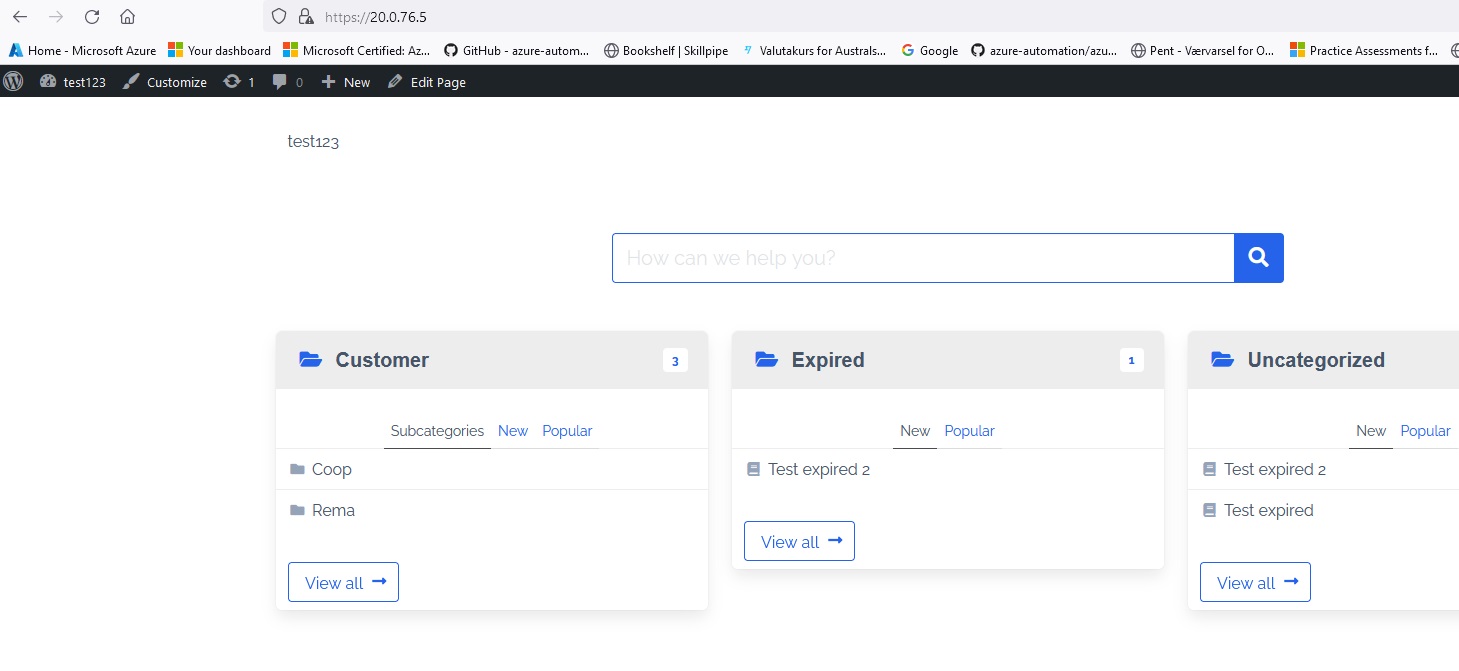 https://20.0.76.5
Home - Microsoft Azure Your dashboard Microsoft Certified: Az... GitHub - azure-autom... Bookshelf | Skillpipe Valutakurs for Australs... Google azure-automation/azu... Pent - Værvarsel for O... Practice Assessments f...
test123 Customize 1 0 New Edit Page
test123
How can we help you?
Customer 3 Expired 1 Uncategorized
Subcategories New Popular New Popular New Popular
Coop Test expired 2 Test expired 2
Rema Test expired
View all
View all View all